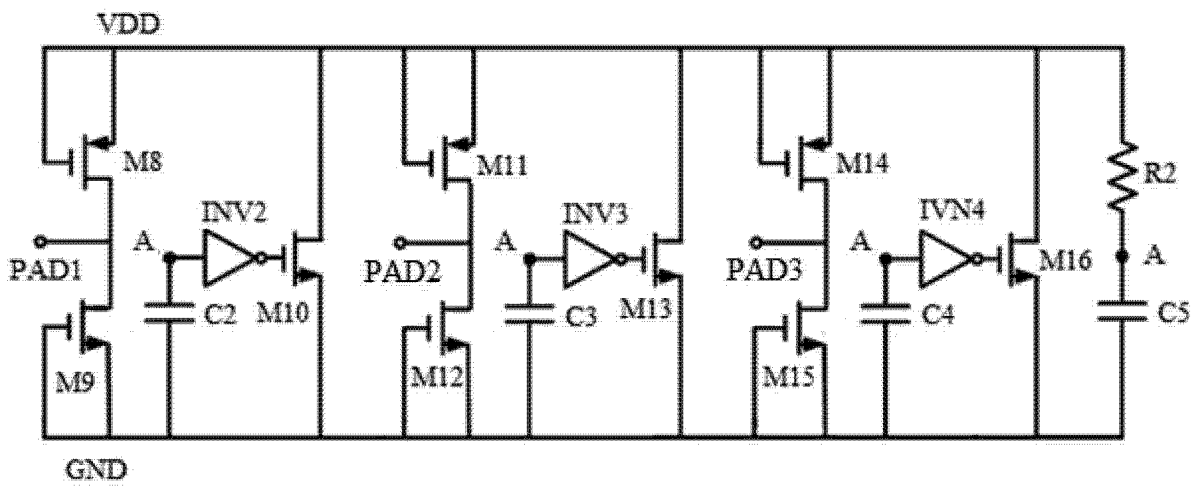 VDD
M8
M11
M14
R2
INV2
INV3
IVN4
A
A
A
A
PAD1
PAD2
PAD3
M16
C2
M10
C3
M13
C4
C5
M9
M12
M15
GND